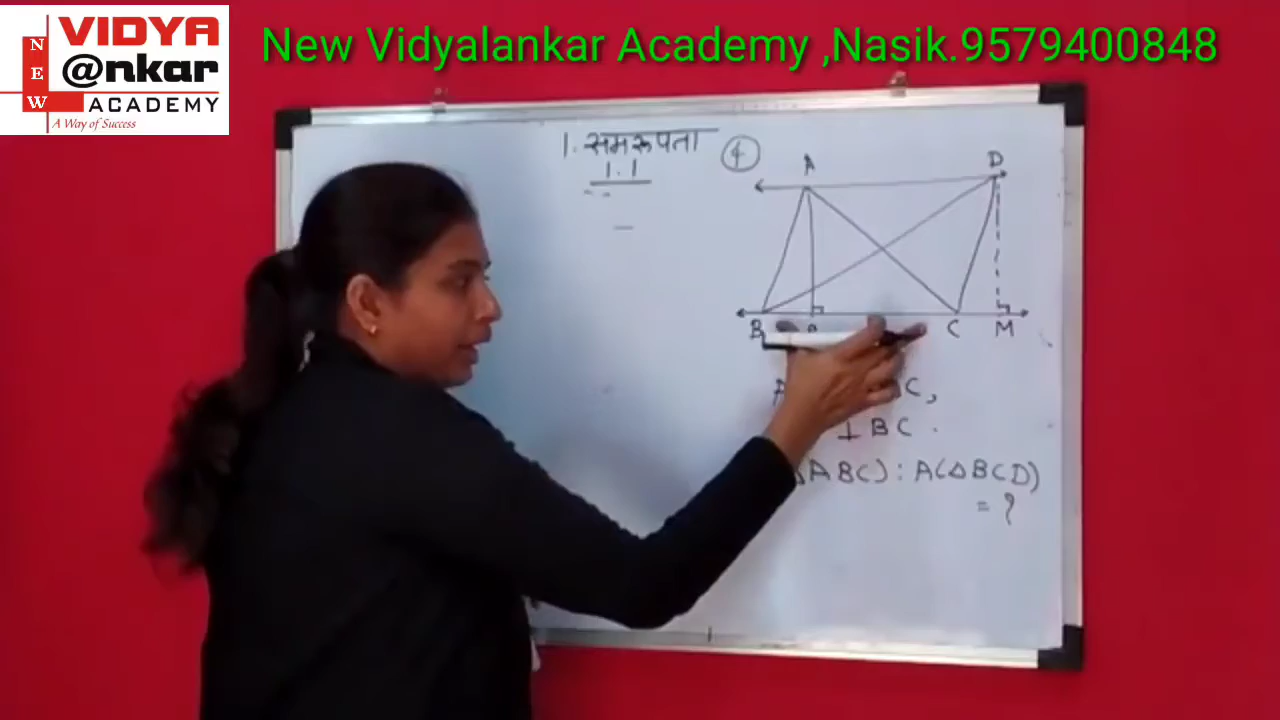 NEW
VIDYA
@nkar
ACADEMY
A Way of Success
New Vidyalankar Academy ,Nasik.9579400848
1. समरूपता
1.1
4
A D
B C M
C,
⊥ BC .
ABC) : A(∆BCD)
= ?